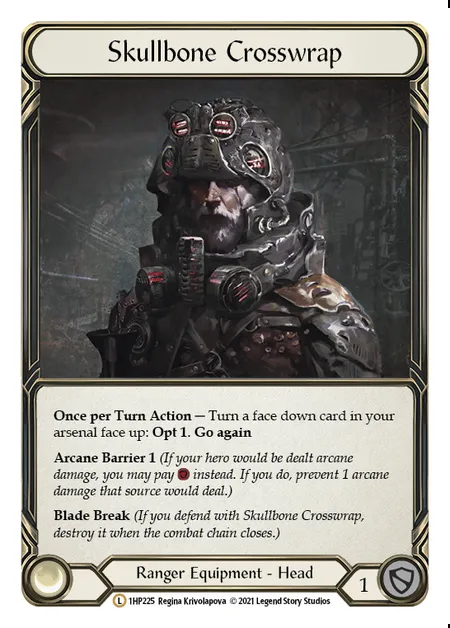 Skullbone Crosswrap
Once per Turn Action — Turn a face down card in your
arsenal face up: Opt 1. Go again
Arcane Barrier 1 (If your hero would be dealt arcane
damage, you may pay instead. If you do, prevent 1 arcane
damage that source would deal.)
Blade Break (If you defend with Skullbone Crosswrap,
destroy it when the combat chain closes.)
Ranger Equipment - Head
1
L 1HP225 Regina Krivolapova © 2021 Legend Story Studios